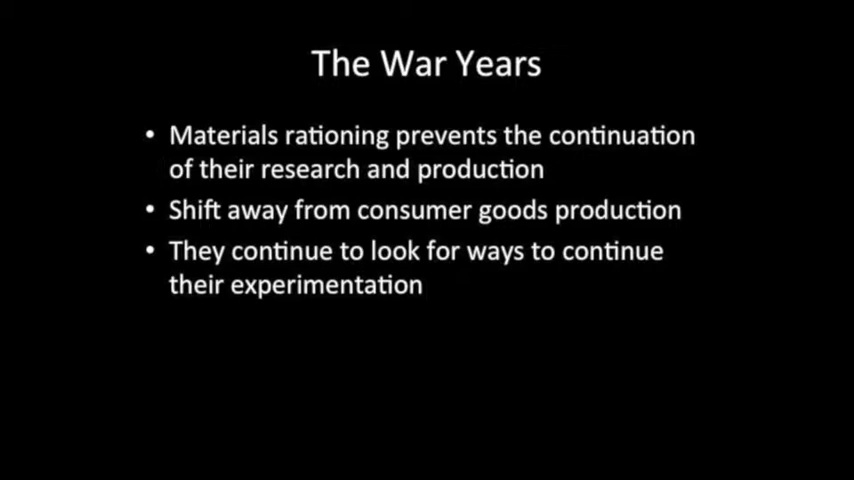 The War Years
• Materials rationing prevents the continuation
of their research and production
• Shift away from consumer goods production
• They continue to look for ways to continue
their experimentation